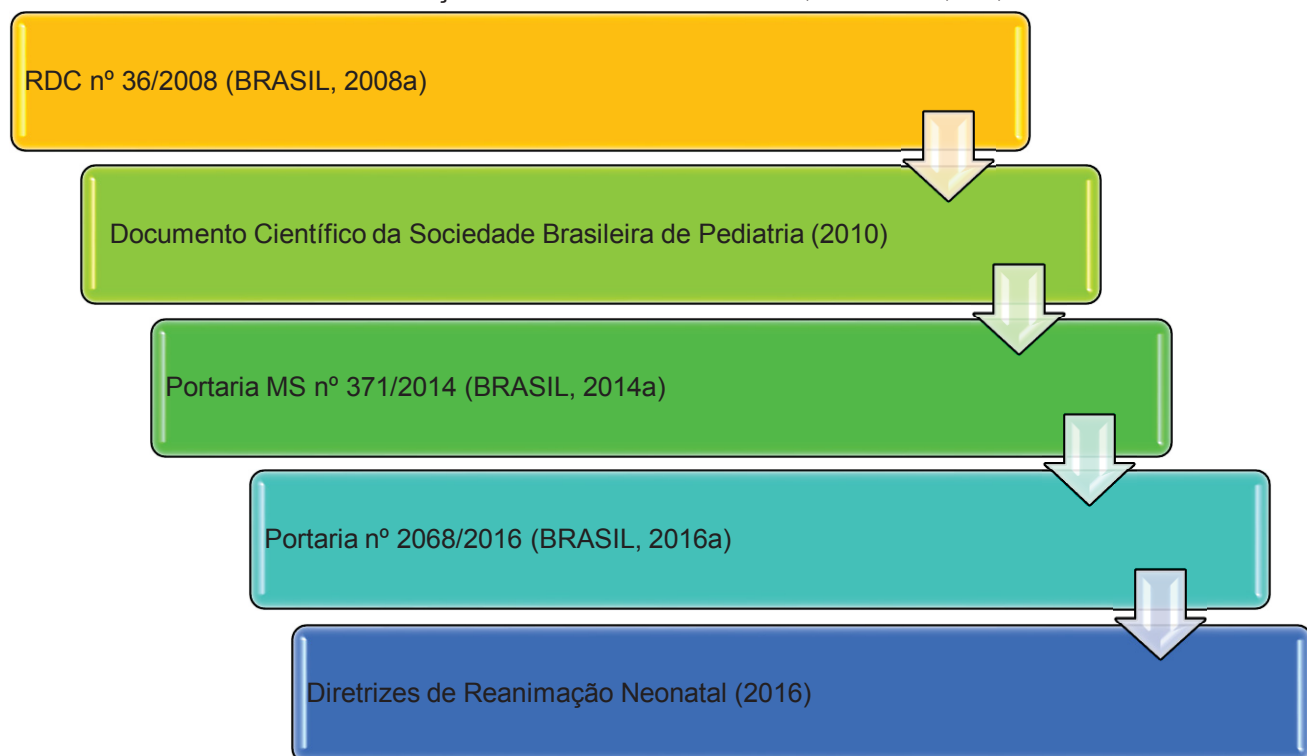 RDC nº 36/2008 (BRASIL, 2008a)
Documento Científico da Sociedade Brasileira de Pediatria (2010)
Portaria MS nº 371/2014 (BRASIL, 2014a)
Portaria nº 2068/2016 (BRASIL, 2016a)
Diretrizes de Reanimação Neonatal (2016)